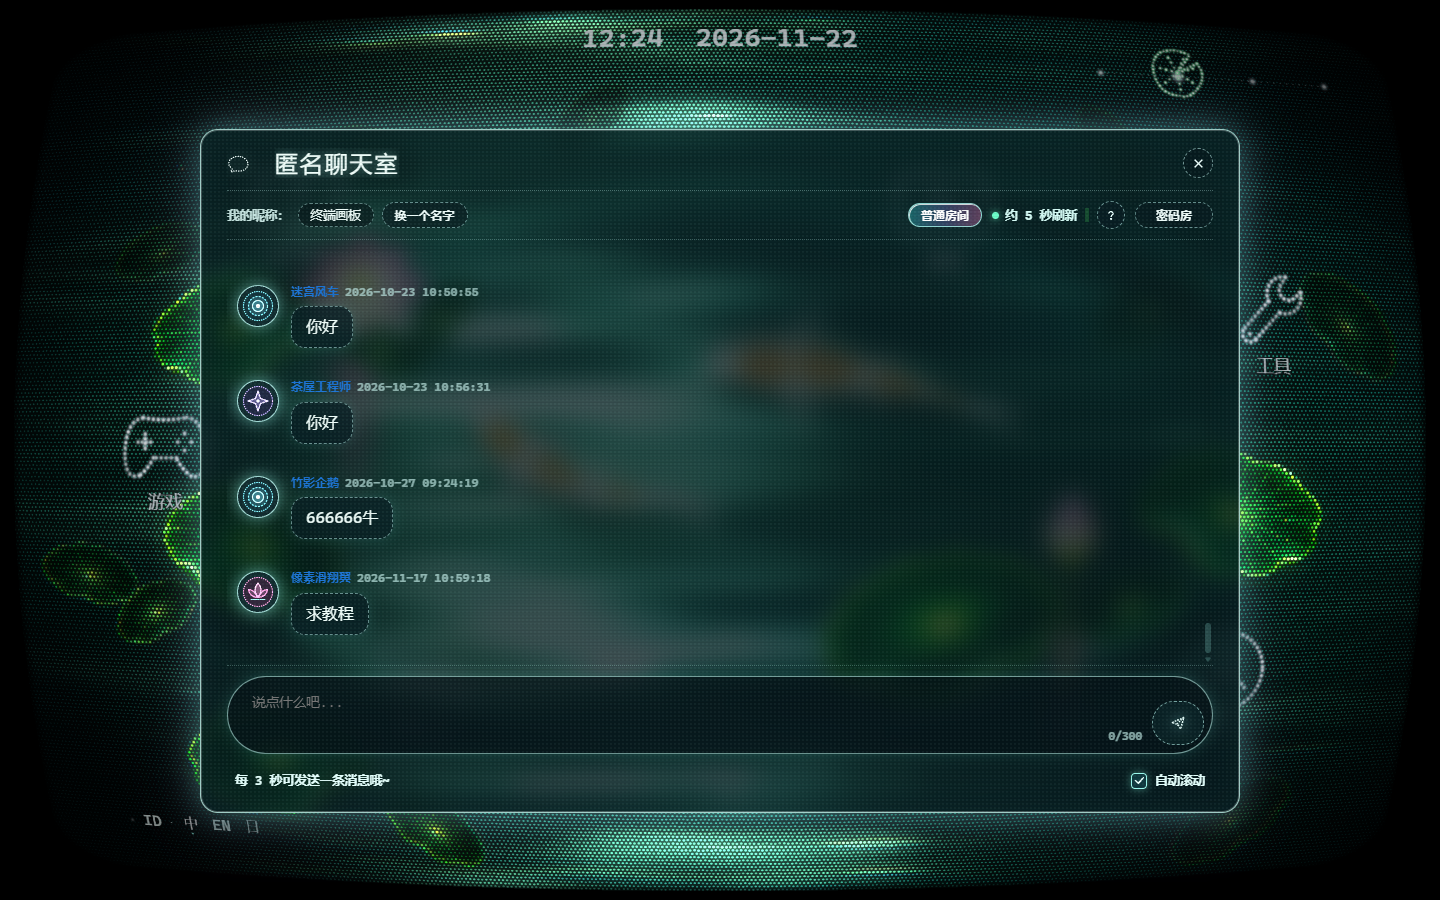 12:24 2026-11-22
匿名聊天室
我的昵称: 终端画板 换一个名字 普通房间 约 5 秒刷新 ? 密码房
迷宫风车 2026-10-23 10:50:55
你好
茶屋工程师 2026-10-23 10:56:31
你好
竹影企鹅 2026-10-27 09:24:19
666666牛
像素滑翔翼 2026-11-17 10:59:18
求教程
游戏
工具
说点什么吧...
0/300
每 3 秒可发送一条消息哦~ 自动滚动
· ID · 中 EN 日